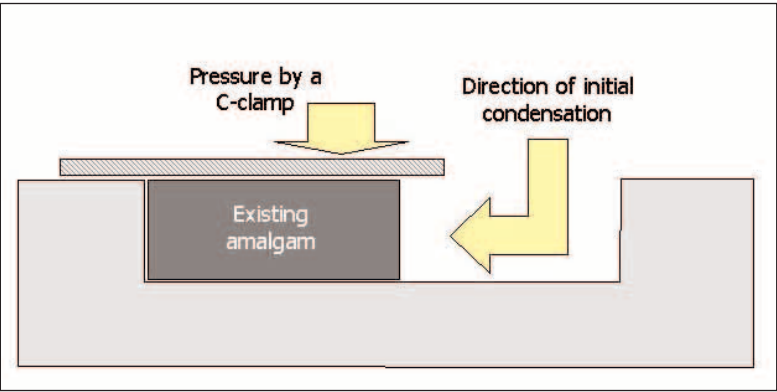 Pressure by a
C-clamp
Direction of initial
condensation
Existing
amalgam